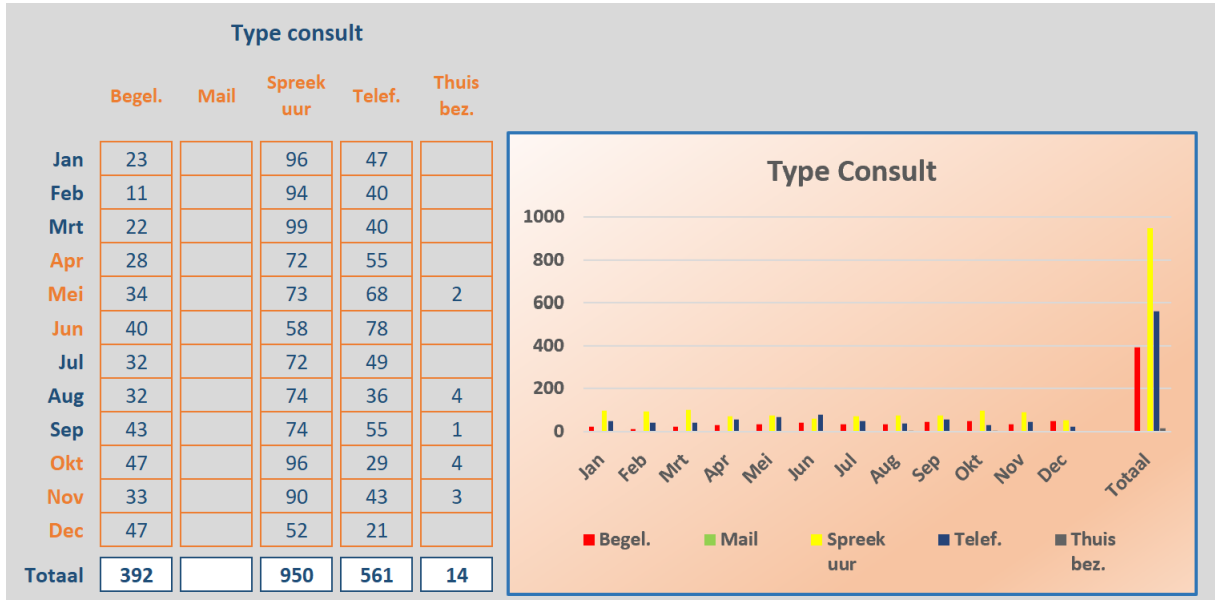 Type consult
Begel. Mail Spreek uur Telef. Thuis bez.
Jan 23 96 47
Feb 11 94 40
Mrt 22 99 40
Apr 28 72 55
Mei 34 73 68 2
Jun 40 58 78
Jul 32 72 49
Aug 32 74 36 4
Sep 43 74 55 1
Okt 47 96 29 4
Nov 33 90 43 3
Dec 47 52 21
Totaal 392 950 561 14
Type Consult
1000
800
600
400
200
0
Jan Feb Mrt Apr Mei Jun Jul Aug Sep Okt Nov Dec Totaal
Begel. Mail Spreek uur Telef. Thuis bez.